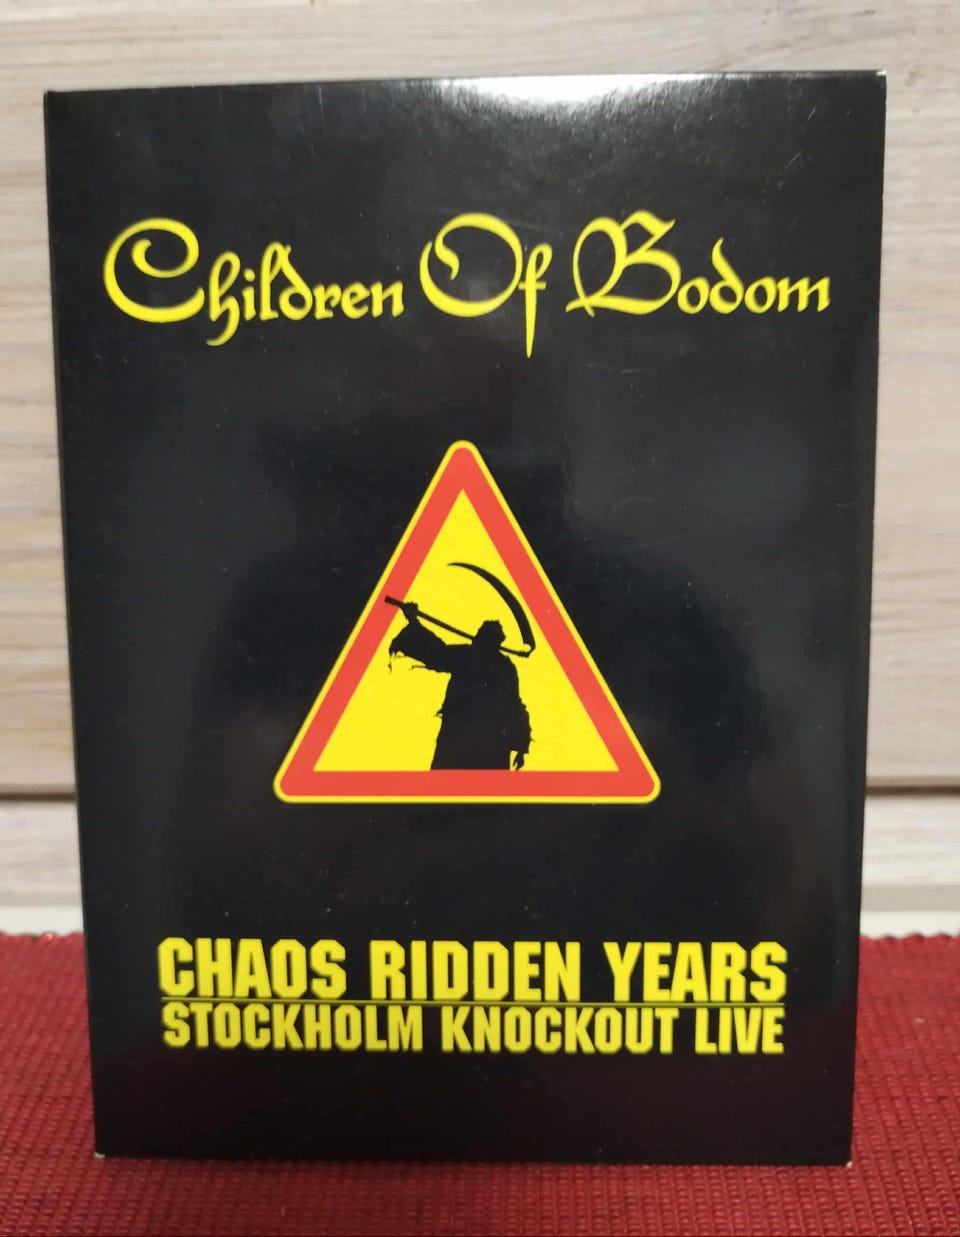 Children Of Bodom
CHAOS RIDDEN YEARS
STOCKHOLM KNOCKOUT LIVE